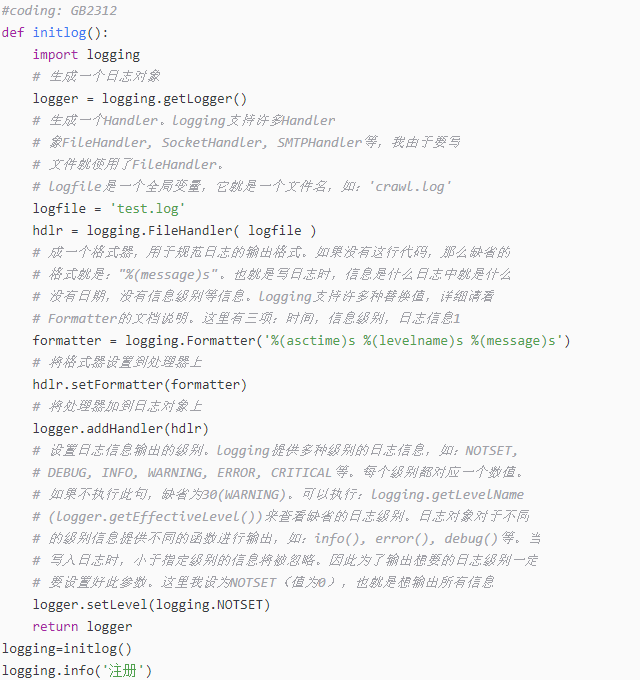 #coding: GB2312
def initlog():
    import logging
    # 生成一个日志对象
    logger = logging.getLogger()
    # 生成一个Handler。logging支持许多Handler
    # 象FileHandler, SocketHandler, SMTPHandler等，我由于要写
    # 文件就使用了FileHandler。
    # logfile是一个全局变量，它就是一个文件名，如：'crawl.log'
    logfile = 'test.log'
    hdlr = logging.FileHandler( logfile )
    # 成一个格式器，用于规范日志的输出格式。如果没有这行代码，那么缺省的
    # 格式就是："%(message)s"。也就是写日志时，信息是什么日志中就是什么
    # 没有日期，没有信息级别等信息。logging支持许多种替换值，详细请看
    # Formatter的文档说明。这里有三项：时间，信息级别，日志信息1
    formatter = logging.Formatter('%(asctime)s %(levelname)s %(message)s')
    # 将格式器设置到处理器上
    hdlr.setFormatter(formatter)
    # 将处理器加到日志对象上
    logger.addHandler(hdlr)
    # 设置日志信息输出的级别。logging提供多种级别的日志信息，如：NOTSET,
    # DEBUG, INFO, WARNING, ERROR, CRITICAL等。每个级别都对应一个数值。
    # 如果不执行此句，缺省为30(WARNING)。可以执行：logging.getLevelName
    # (logger.getEffectiveLevel())来查看缺省的日志级别。日志对象对于不同
    # 的级别信息提供不同的函数进行输出，如：info(), error(), debug()等。当
    # 写入日志时，小于指定级别的信息将被忽略。因此为了输出想要的日志级别一定
    # 要设置好此参数。这里我设为NOTSET（值为0），也就是想输出所有信息
    logger.setLevel(logging.NOTSET)
    return logger
logging=initlog()
logging.info('注册')